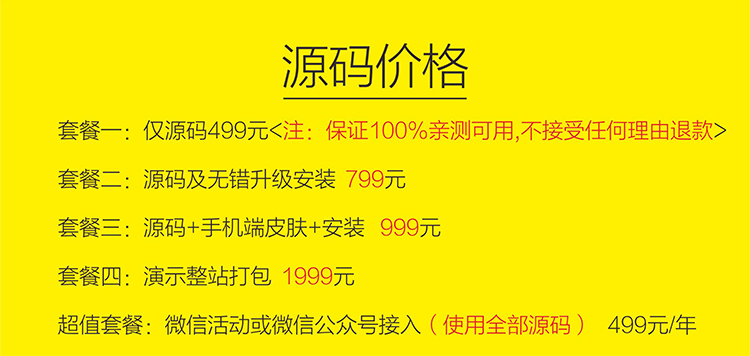 源码价格
套餐一：仅源码499元<注：保证100%亲测可用,不接受任何理由退款>
套餐二：源码及无错升级安装 799元
套餐三：源码+手机端皮肤+安装 999元
套餐四：演示整站打包 1999元
超值套餐：微信活动或微信公众号接入（使用全部源码） 499元/年